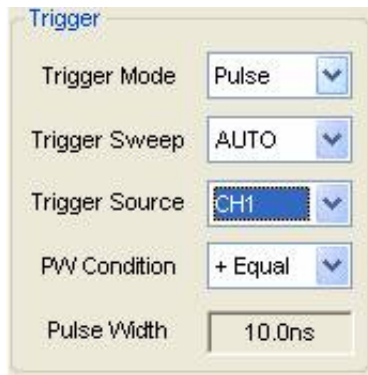 Trigger
Trigger Mode Pulse
Trigger Sweep AUTO
Trigger Source CH1
PW Condition + Equal
Pulse Width 10.0ns